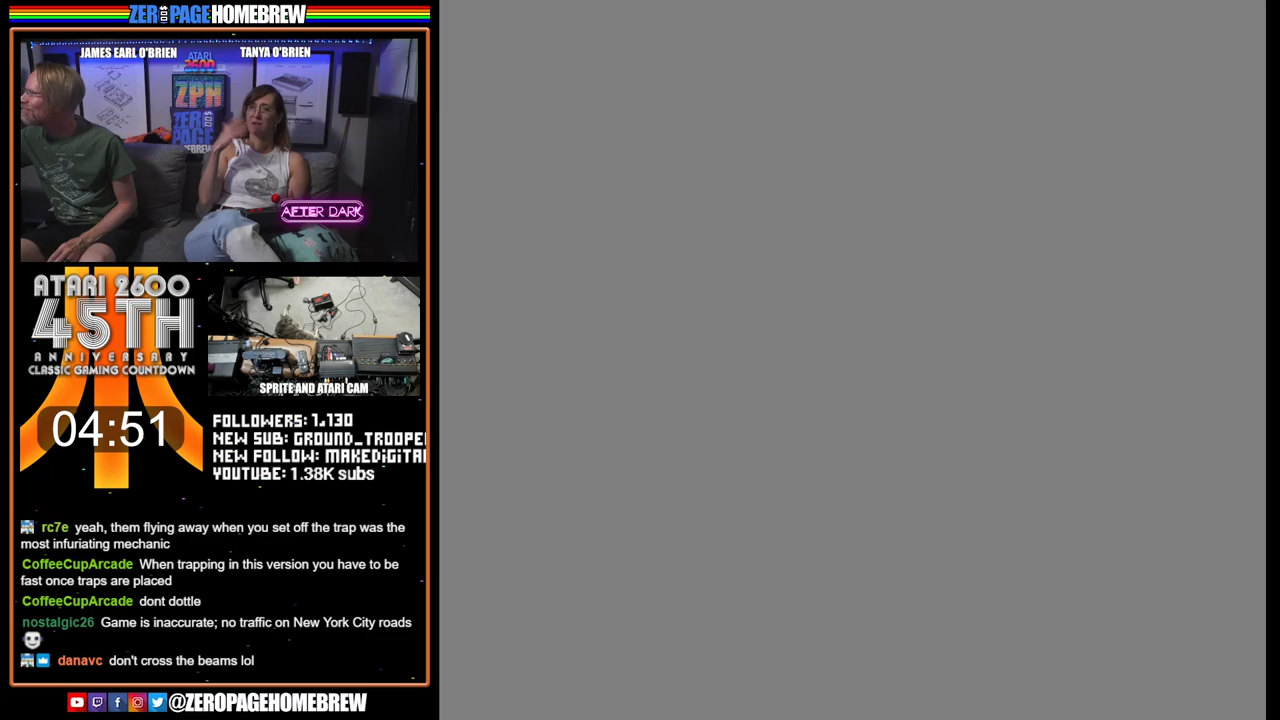 ZERO $00 PAGE HOMEBREW
JAMES EARL O'BRIEN
TANYA O'BRIEN
ATARI
2600
ZPH
AFTER DARK
ATARI 2600
45TH
ANNIVERSARY
CLASSIC GAMING COUNTDOWN
04:51
SPRITE AND ATARI CAM
FOLLOWERS: 1,130
NEW SUB: GROUND_TROOPE
NEW FOLLOW: MAKEDIGITA
YOUTUBE: 1.38K subs
rc7e yeah, them flying away when you set off the trap was the
most infuriating mechanic
CoffeeCupArcade When trapping in this version you have to be
fast once traps are placed
CoffeeCupArcade dont dottle
nostalgic26 Game is inaccurate; no traffic on New York City roads
danavc don't cross the beams lol
@ZEROPAGEHOMEBREW